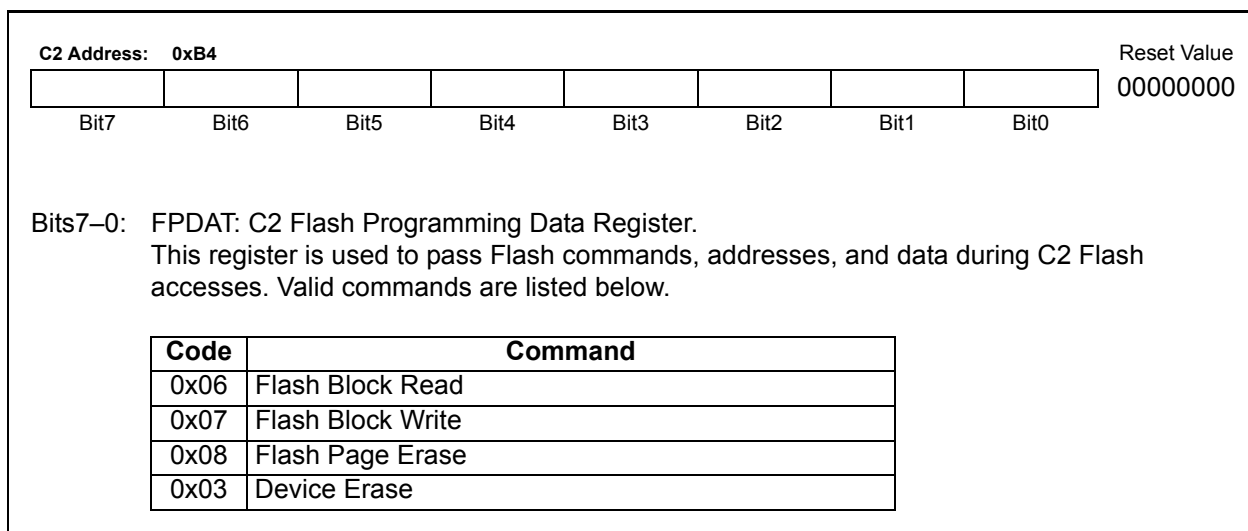 C2 Address: 0xB4 Reset Value
00000000
Bit7 Bit6 Bit5 Bit4 Bit3 Bit2 Bit1 Bit0
Bits7–0: FPDAT: C2 Flash Programming Data Register.
This register is used to pass Flash commands, addresses, and data during C2 Flash
accesses. Valid commands are listed below.
Code Command
0x06 Flash Block Read
0x07 Flash Block Write
0x08 Flash Page Erase
0x03 Device Erase